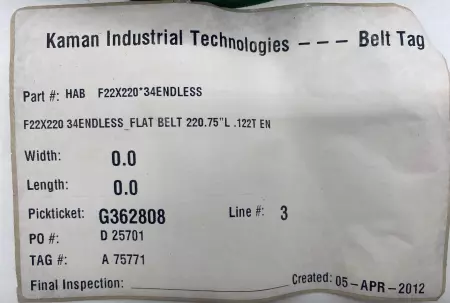 Kaman Industrial Technologies – – – Belt Tag
Part #: HAB F22X220"34ENDLESS
F22X220 34ENDLESS_FLAT BELT 220.75"L .122T EN
Width: 0.0
Length: 0.0
Pickticket: G362808 Line #: 3
PO #: D 25701
TAG #: A 75771
Final Inspection: Created: 05–APR–2012